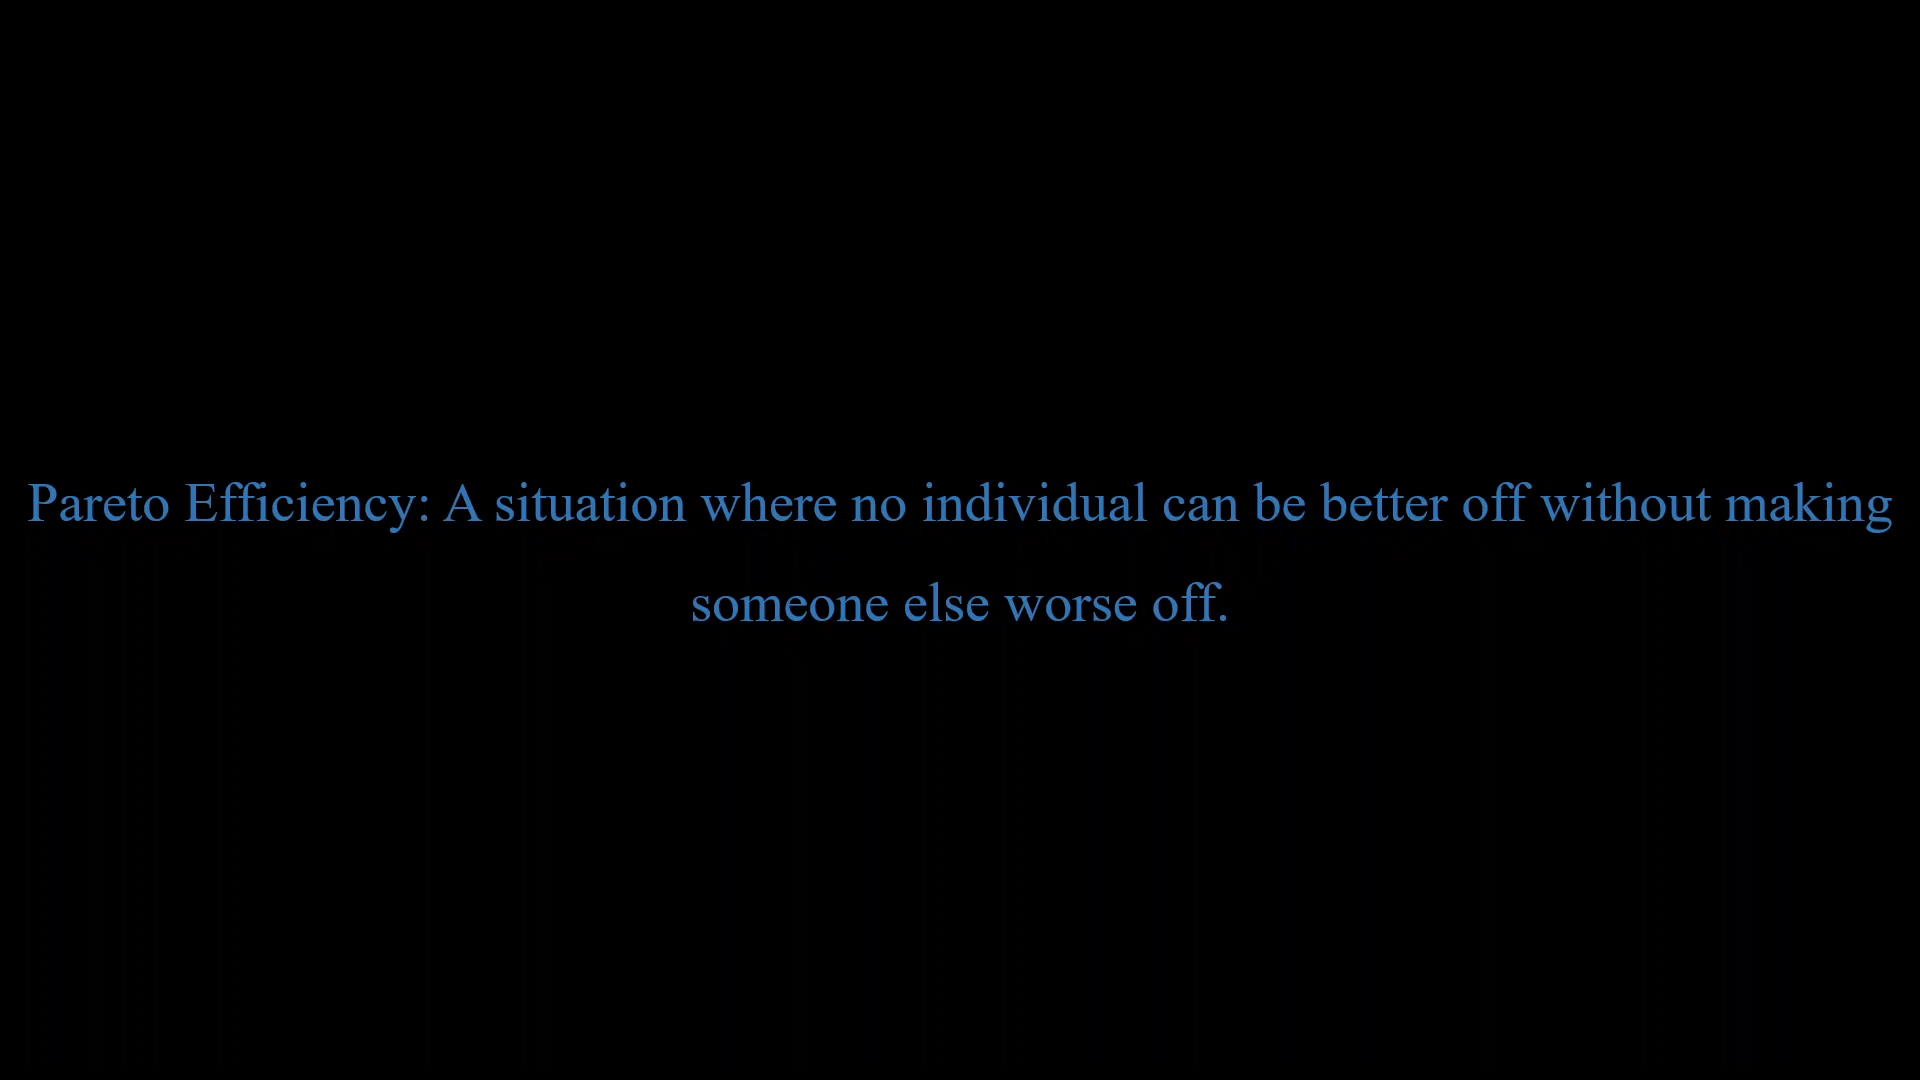 Pareto Efficiency: A situation where no individual can be better off without making
someone else worse off.